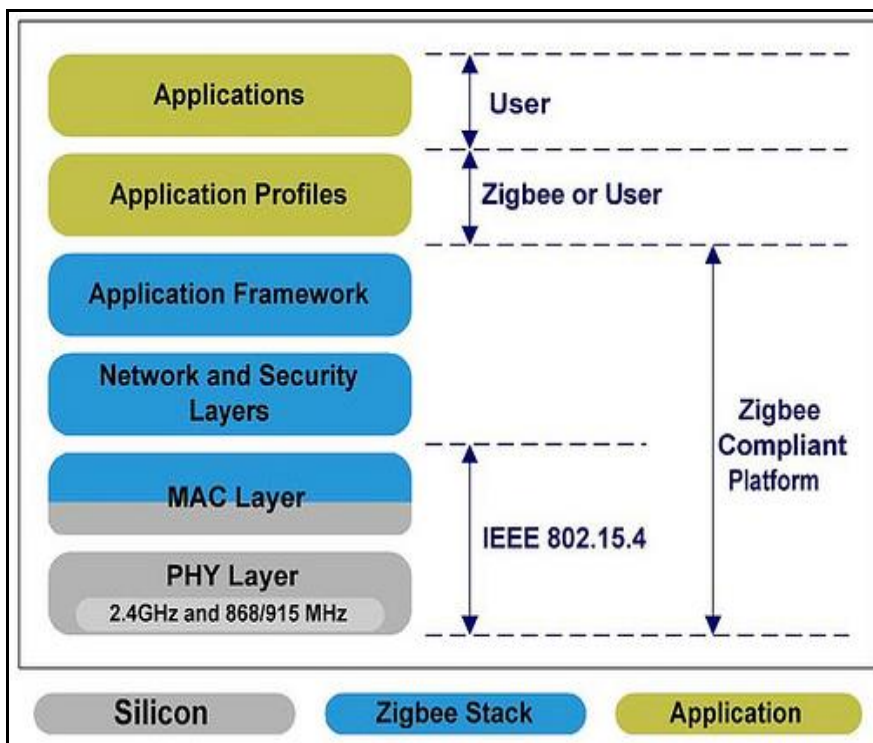 Applications
User
Application Profiles
Zigbee or User
Application Framework
Network and Security
Layers
Zigbee
Compliant
Platform
MAC Layer
IEEE 802.15.4
PHY Layer
2.4GHz and 868/915 MHz
Silicon
Zigbee Stack
Application